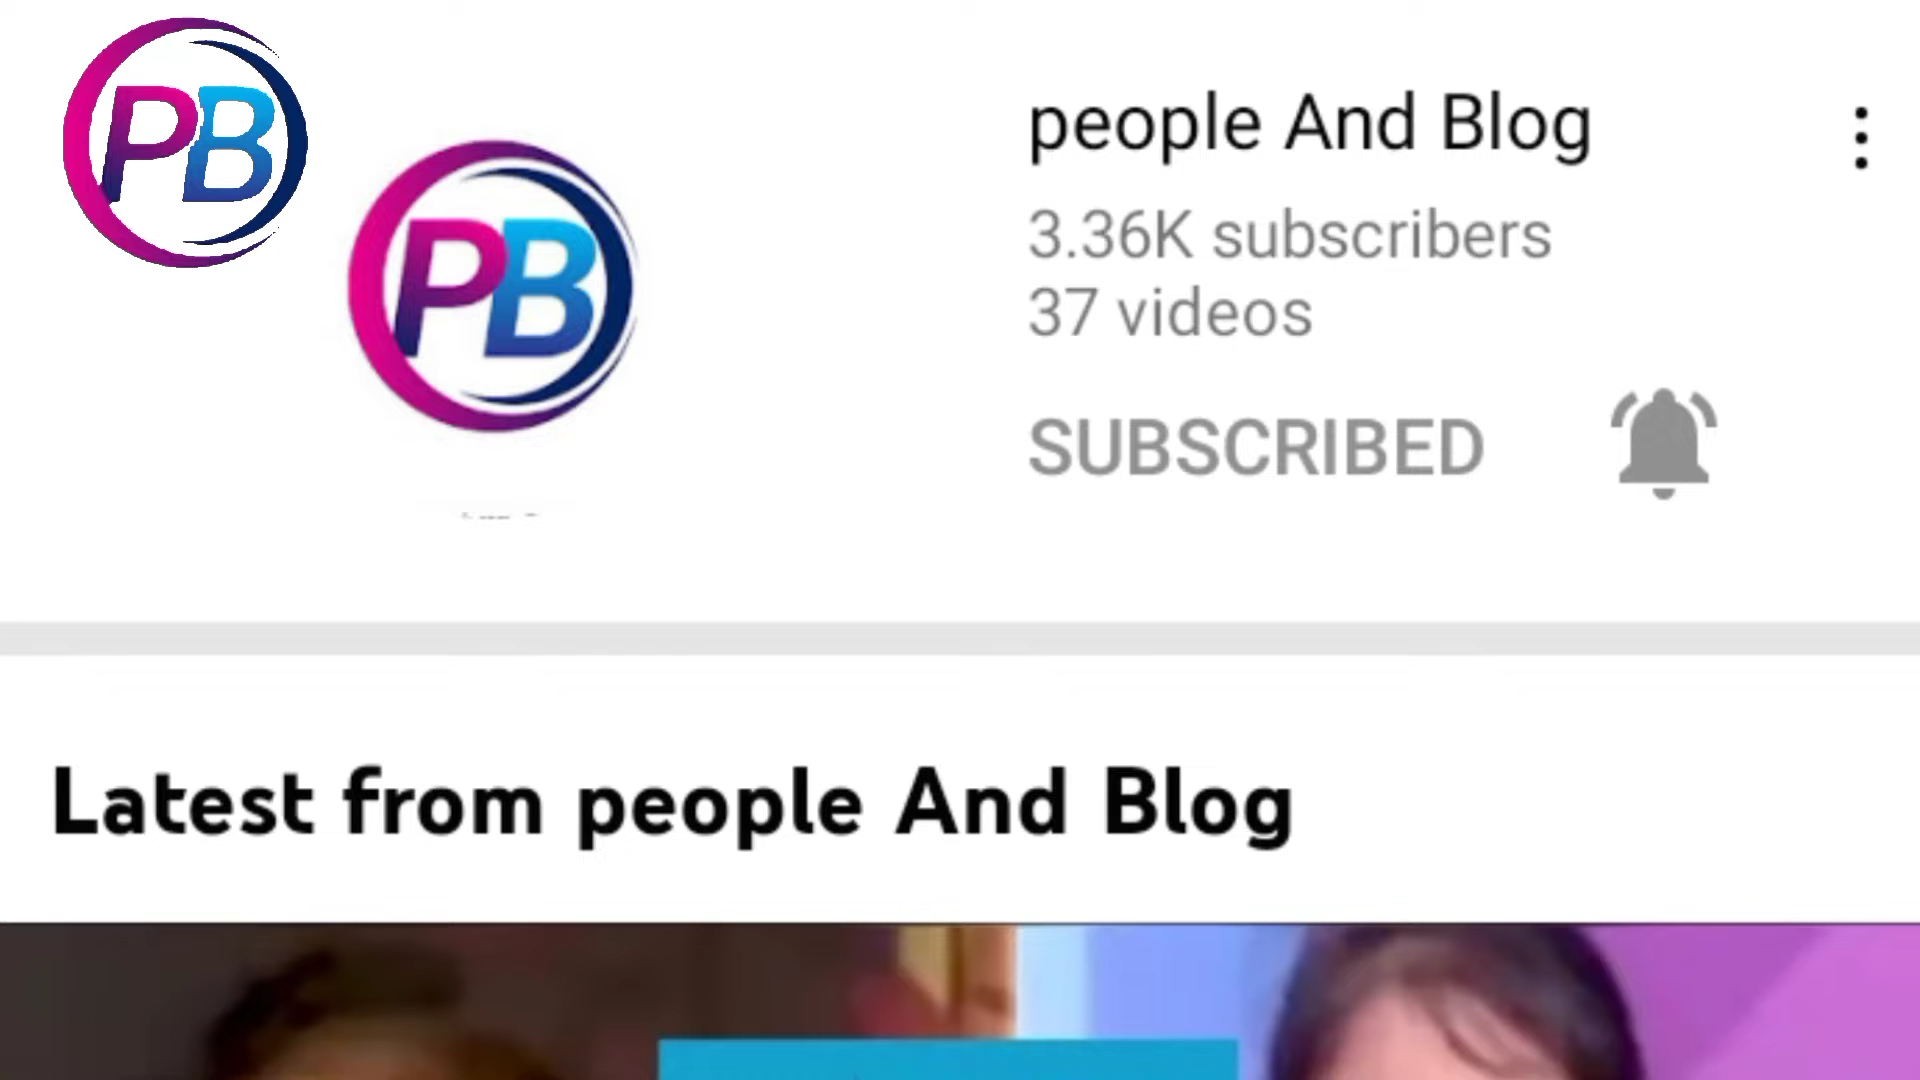 PB
PB
people And Blog
3.36K subscribers
37 videos
SUBSCRIBED
Latest from people And Blog